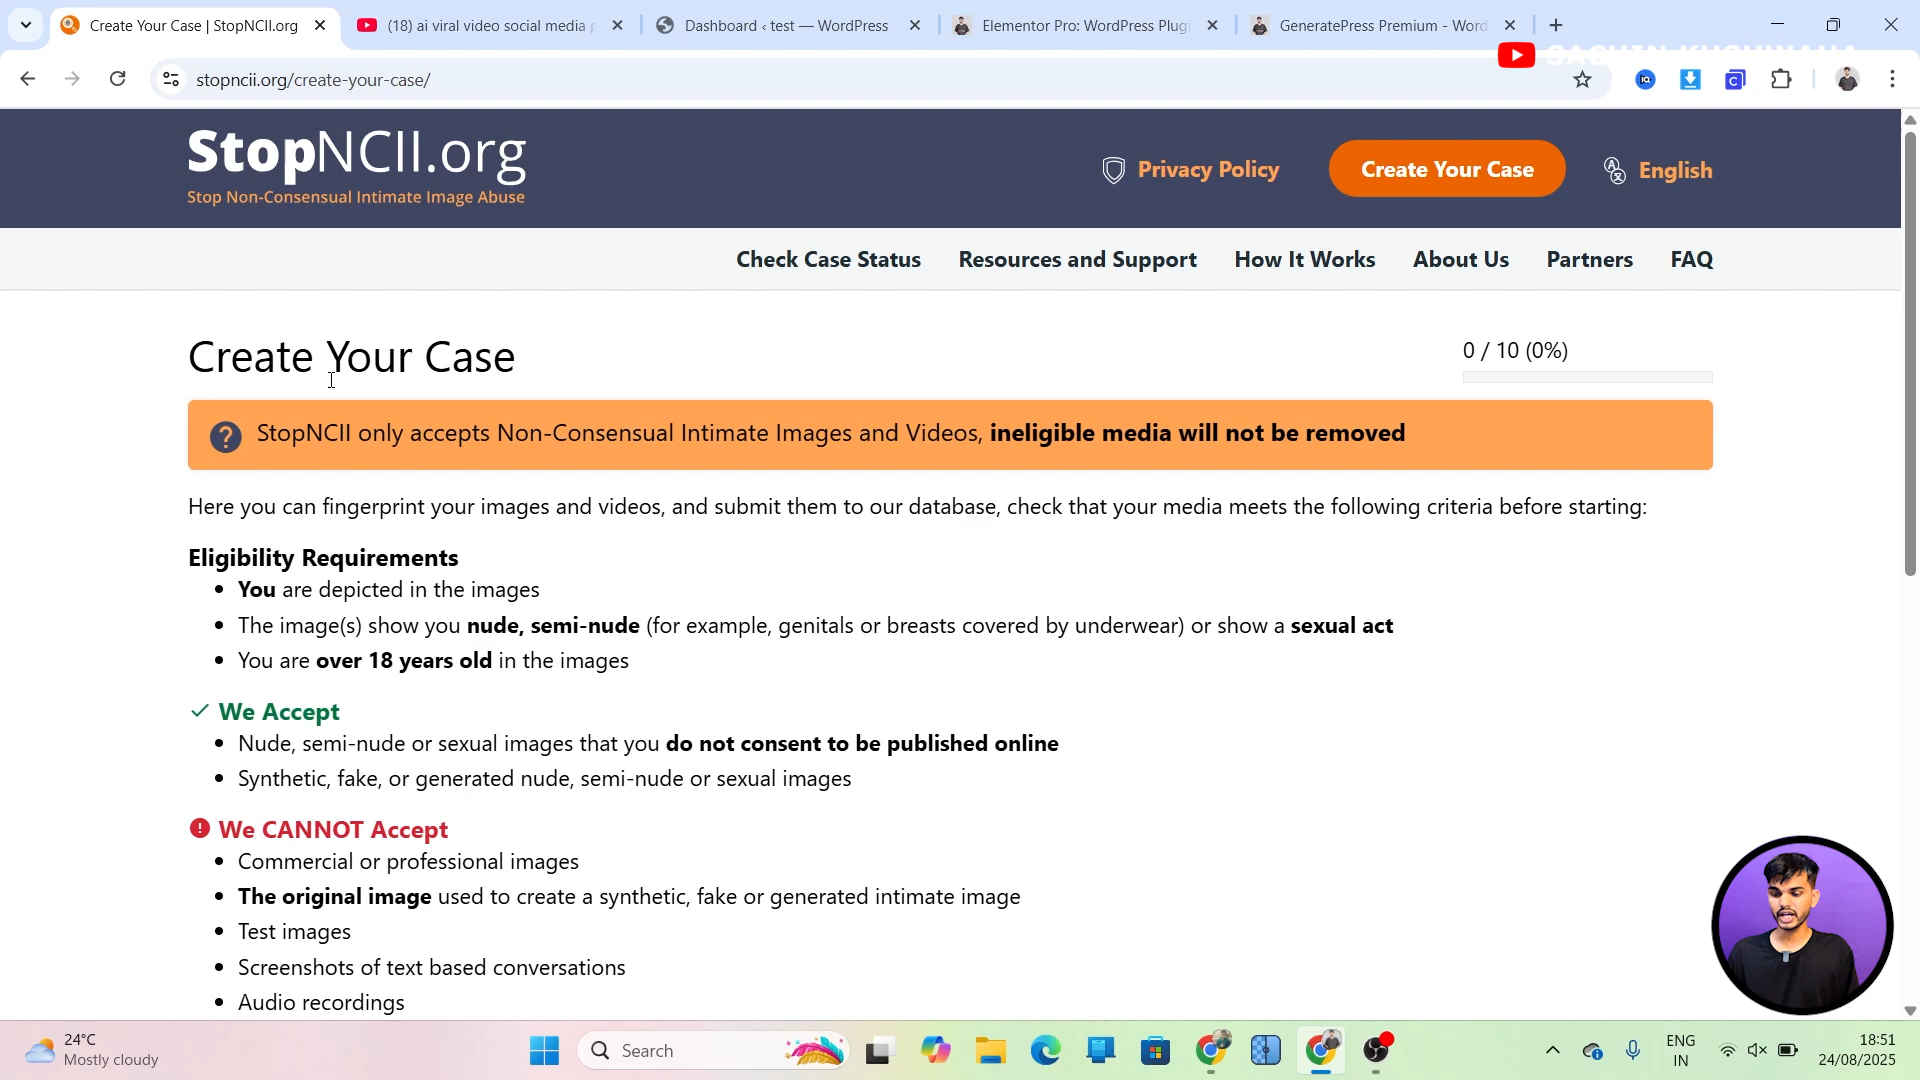 Create Your Case | StopNCII.org
(18) ai viral video social media
Dashboard ‹ test — WordPress
Elementor Pro: WordPress Plugi
GeneratePress Premium - Word
stopncii.org/create-your-case/
SACHIN KUSHWAHA
StopNCII.org
Stop Non-Consensual Intimate Image Abuse
Privacy Policy
Create Your Case
English
Check Case Status
Resources and Support
How It Works
About Us
Partners
FAQ
Create Your Case
0 / 10 (0%)
StopNCII only accepts Non-Consensual Intimate Images and Videos, ineligible media will not be removed
Here you can fingerprint your images and videos, and submit them to our database, check that your media meets the following criteria before starting:
Eligibility Requirements
You are depicted in the images
The image(s) show you nude, semi-nude (for example, genitals or breasts covered by underwear) or show a sexual act
You are over 18 years old in the images
We Accept
Nude, semi-nude or sexual images that you do not consent to be published online
Synthetic, fake, or generated nude, semi-nude or sexual images
We CANNOT Accept
Commercial or professional images
The original image used to create a synthetic, fake or generated intimate image
Test images
Screenshots of text based conversations
Audio recordings
24°C
Mostly cloudy
Search
ENG
IN
18:51
24/08/2025